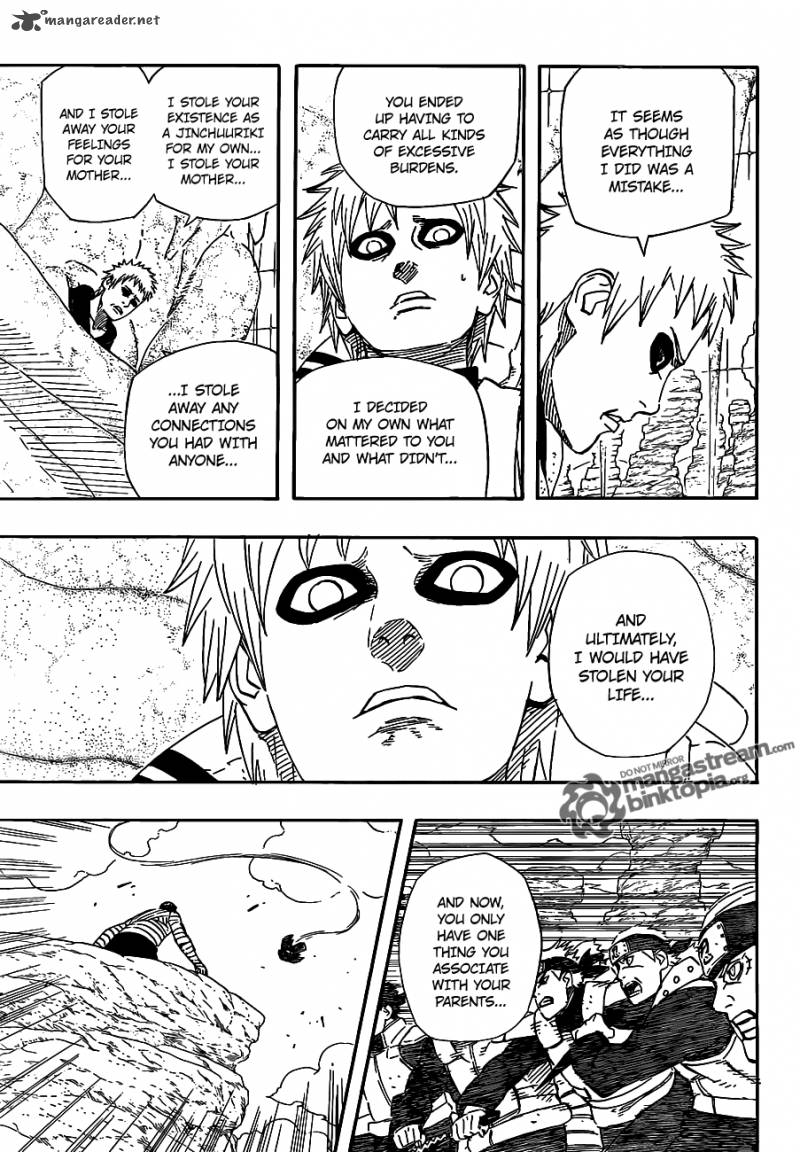 mangareader.net
IT SEEMS
AS THOUGH
EVERYTHING
I DID WAS A
MISTAKE...
YOU ENDED
UP HAVING TO
CARRY ALL KINDS
OF EXCESSIVE
BURDENS.
I DECIDED
ON MY OWN WHAT
MATTERED TO YOU
AND WHAT DIDN'T...
I STOLE YOUR
EXISTENCE AS
A JINCHUURIKI
FOR MY OWN...
I STOLE YOUR
MOTHER...
AND I STOLE
AWAY YOUR
FEELINGS
FOR YOUR
MOTHER...
...I STOLE
AWAY ANY
CONNECTIONS
YOU HAD WITH
ANYONE...
AND
ULTIMATELY,
I WOULD HAVE
STOLEN YOUR
LIFE...
DO NOT MIRROR
mangastream.com
binktopia.org
AND NOW,
YOU ONLY
HAVE ONE
THING YOU
ASSOCIATE
WITH YOUR
PARENTS...